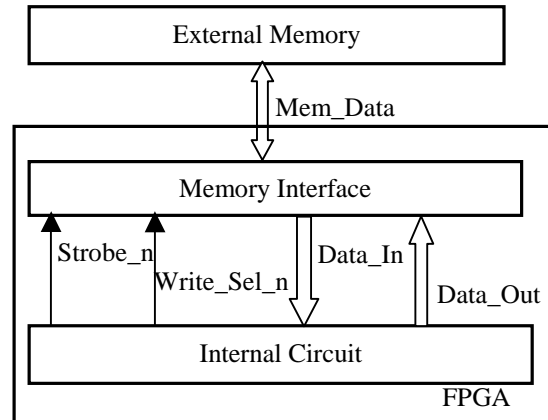 External Memory
Mem_Data
Memory Interface
Strobe_n
Write_Sel_n
Data_In
Data_Out
Internal Circuit
FPGA